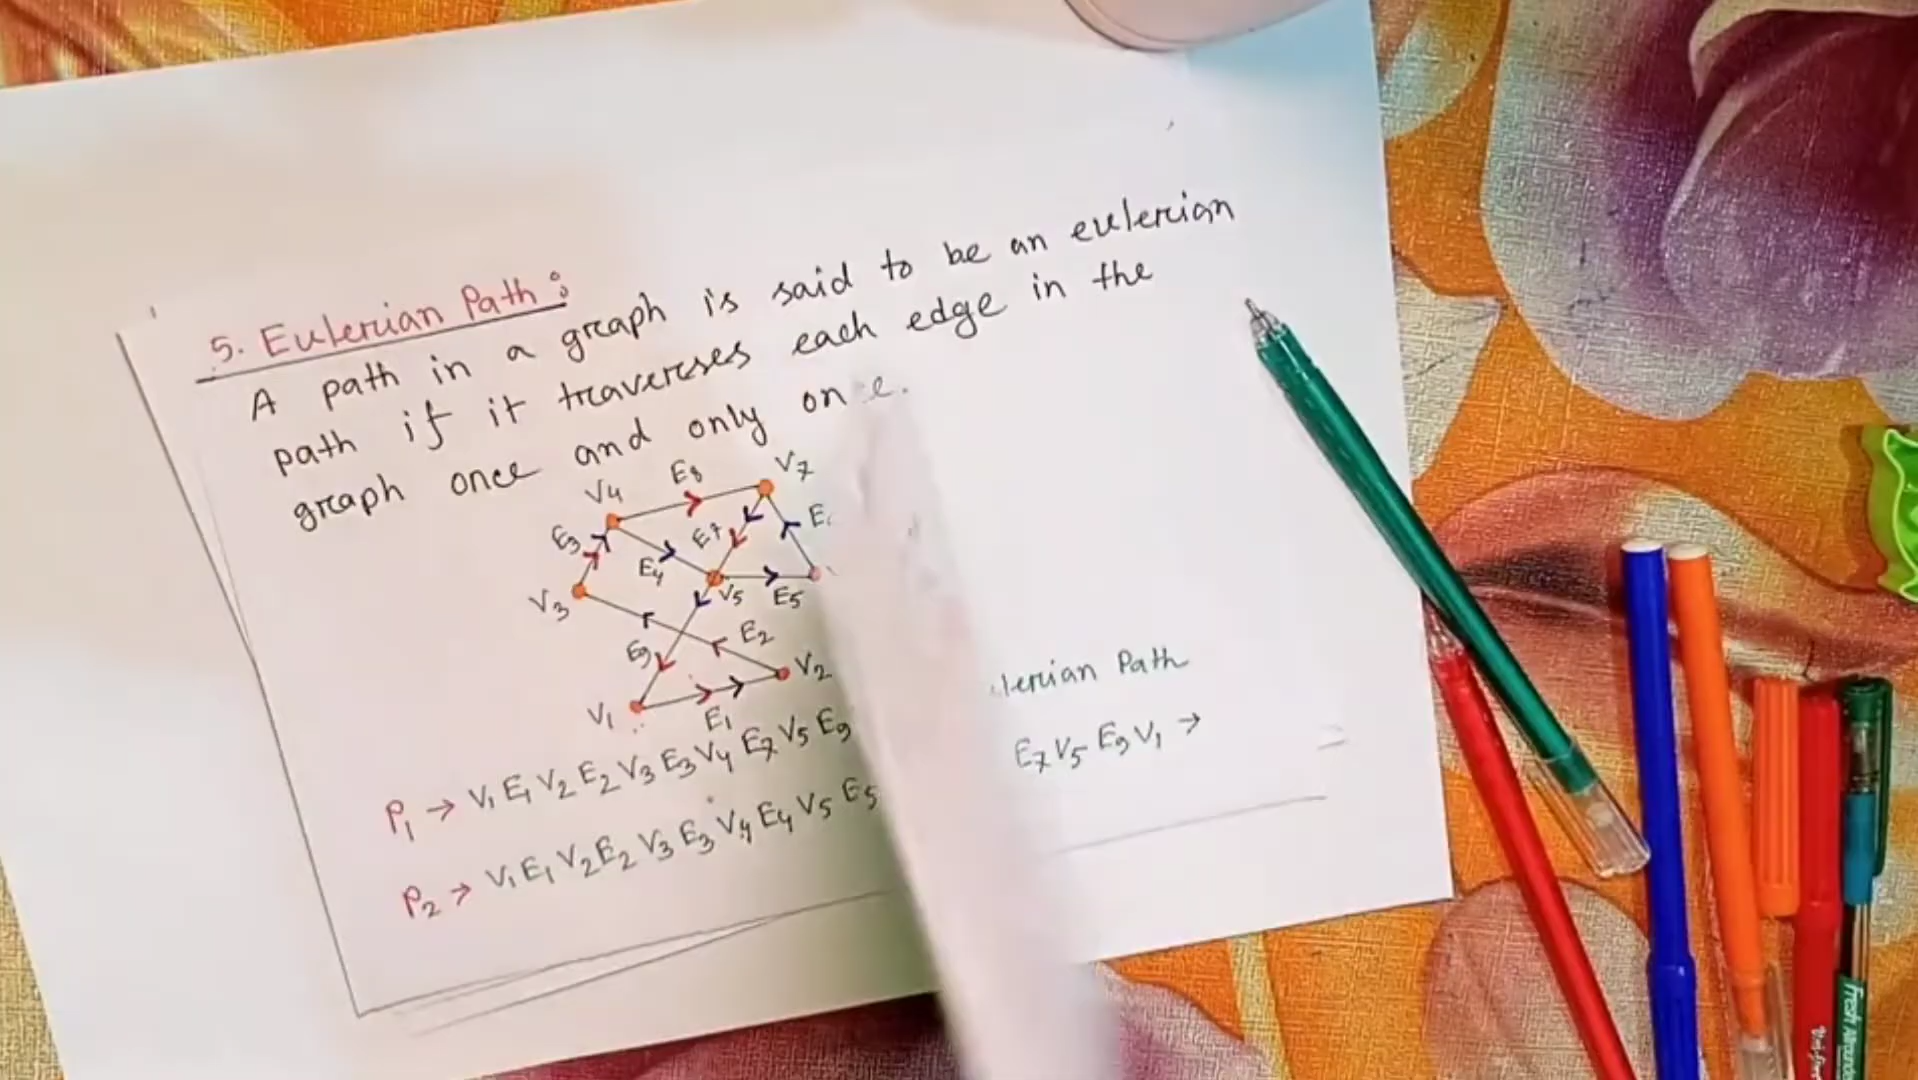 5. Eulerian Path:
A path in a graph is said to be an eulerian
path if it traverses each edge in the
graph once and only once.
V4 E8 V7
E3 E7
E4
V3 V5 E5
E9 E2
V2
V1 E1
lerian Path
P1 → V1 E1 V2 E2 V3 E3 V4 E7 V5 E9
P2 → V1 E1 V2 E2 V3 E3 V4 E4 V5 E5 E7 V5 E9 V1 →
Fresh